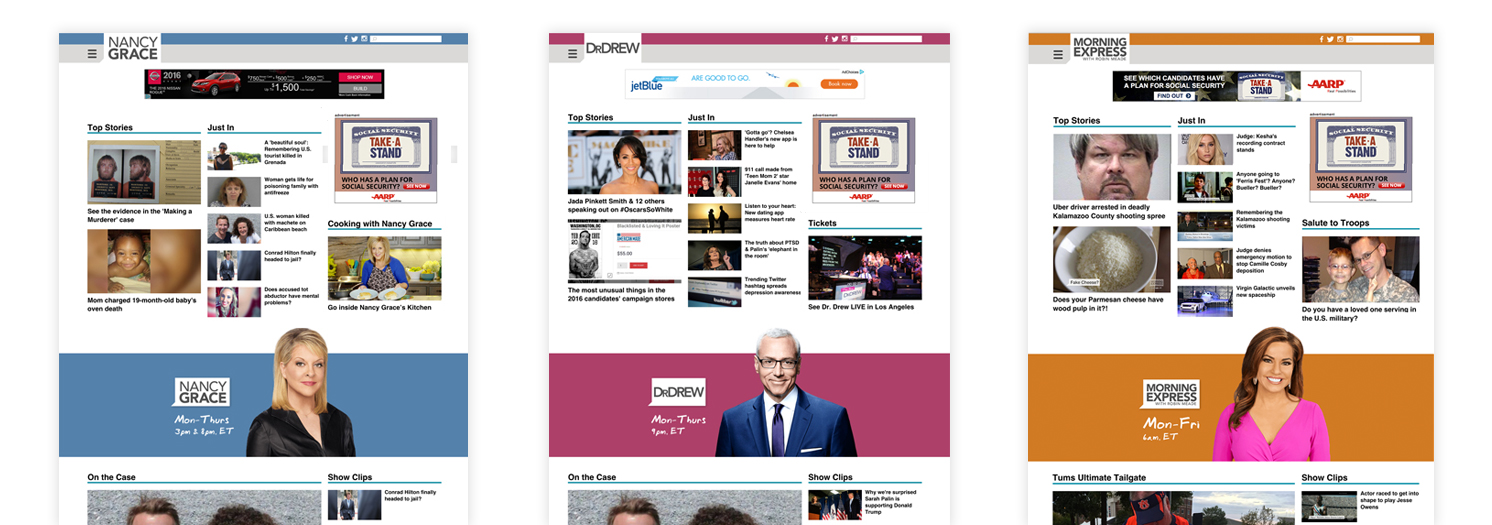 NANCY
GRACE
2016
THE 2016 NISSAN
ROGUE
$750
$500
$250
$1,500
SHOP NOW
BUILD
Top Stories
See the evidence in the 'Making a
Murderer' case
Mom charged 19-month-old baby's
oven death
Just In
A 'beautiful soul':
Remembering U.S.
tourist killed in
Grenada
Woman gets life for
poisoning family with
antifreeze
U.S. woman killed
with machete on
Caribbean beach
Conrad Hilton finally
headed to jail?
Does accused tot
abductor have mental
problems?
advertisement
SOCIAL SECURITY
TAKE A
STAND
WHO HAS A PLAN FOR
SOCIAL SECURITY?
SEE NOW
AARP
Cooking with Nancy Grace
Go inside Nancy Grace's Kitchen
NANCY
GRACE
Mon-Thurs
3pm & 8pm, ET
On the Case
Show Clips
Conrad Hilton finally
headed to jail?
DRDREW
jetBlue
ARE GOOD TO GO.
Book now
AdChoices
Top Stories
Jada Pinkett Smith & 12 others
speaking out on #OscarsSoWhite
Blacklisted & Loving It Poster
$55.00
The most unusual things in the
2016 candidates' campaign stores
Just In
'Gotta go'? Chelsea
Handler's new app is
here to help
911 call made from
'Teen Mom 2' star
Janelle Evans' home
Listen to your heart:
New dating app
measures heart rate
The truth about PTSD
& Palin's 'elephant in
the room'
Trending Twitter
hashtag spreads
depression awareness
advertisement
SOCIAL SECURITY
TAKE A
STAND
WHO HAS A PLAN FOR
SOCIAL SECURITY?
SEE NOW
AARP
Tickets
See Dr. Drew LIVE in Los Angeles
DRDREW
Mon-Thurs
9pm, ET
On the Case
Show Clips
Why we're surprised
Sarah Palin is
supporting Donald
Trump
MORNING
EXPRESS
WITH ROBIN MEADE
SEE WHICH CANDIDATES HAVE
A PLAN FOR SOCIAL SECURITY
FIND OUT
TAKE A
STAND
AARP
Real Possibilities
Top Stories
Uber driver arrested in deadly
Kalamazoo County shooting spree
Fake Cheese?
Does your Parmesan cheese have
wood pulp in it?!
Just In
Judge: Kesha's
recording contract
stands
Anyone going to
'Ferris Fest'? Anyone?
Bueller? Bueller?
Remembering the
Kalamazoo shooting
victims
Judge denies
emergency motion to
stop Camille Cosby
deposition
Virgin Galactic unveils
new spaceship
advertisement
SOCIAL SECURITY
TAKE A
STAND
WHO HAS A PLAN FOR
SOCIAL SECURITY?
SEE NOW
AARP
Salute to Troops
Do you have a loved one serving in
the U.S. military?
MORNING
EXPRESS
WITH ROBIN MEADE
Mon-Fri
6am, ET
Tums Ultimate Tailgate
Show Clips
Actor raced to get into
shape to play Jesse
Owens